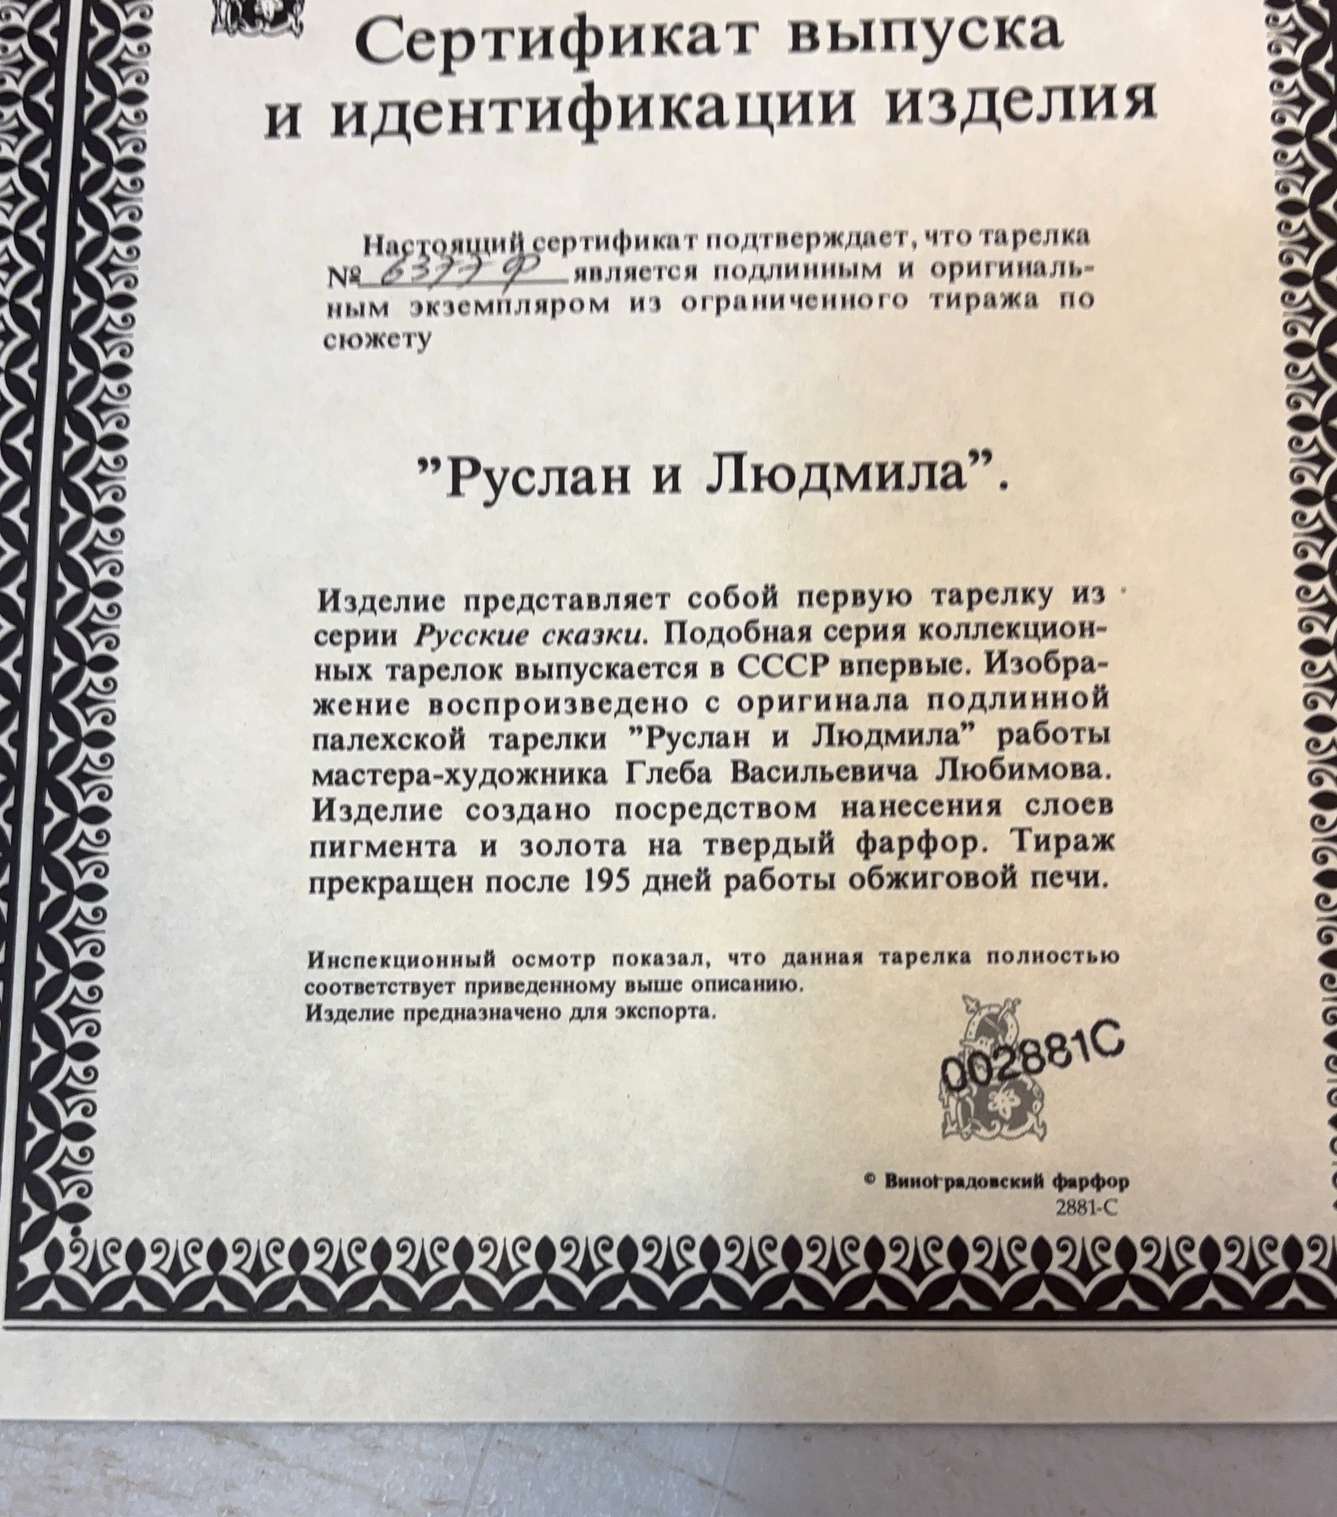 Сертификат выпуска
и идентификации изделия
Настоящий сертификат подтверждает, что тарелка
№ 6377 Ф является подлинным и оригиналь-
ным экземпляром из ограниченного тиража по
сюжету
"Руслан и Людмила".
Изделие представляет собой первую тарелку из
серии Русские сказки. Подобная серия коллекцион-
ных тарелок выпускается в СССР впервые. Изобра-
жение воспроизведено с оригинала подлинной
палехской тарелки "Руслан и Людмила" работы
мастера-художника Глеба Васильевича Любимова.
Изделие создано посредством нанесения слоев
пигмента и золота на твердый фарфор. Тираж
прекращен после 195 дней работы обжиговой печи.
Инспекционный осмотр показал, что данная тарелка полностью
соответствует приведенному выше описанию.
Изделие предназначено для экспорта.
002881C
© Виноградовский фарфор
2881-C